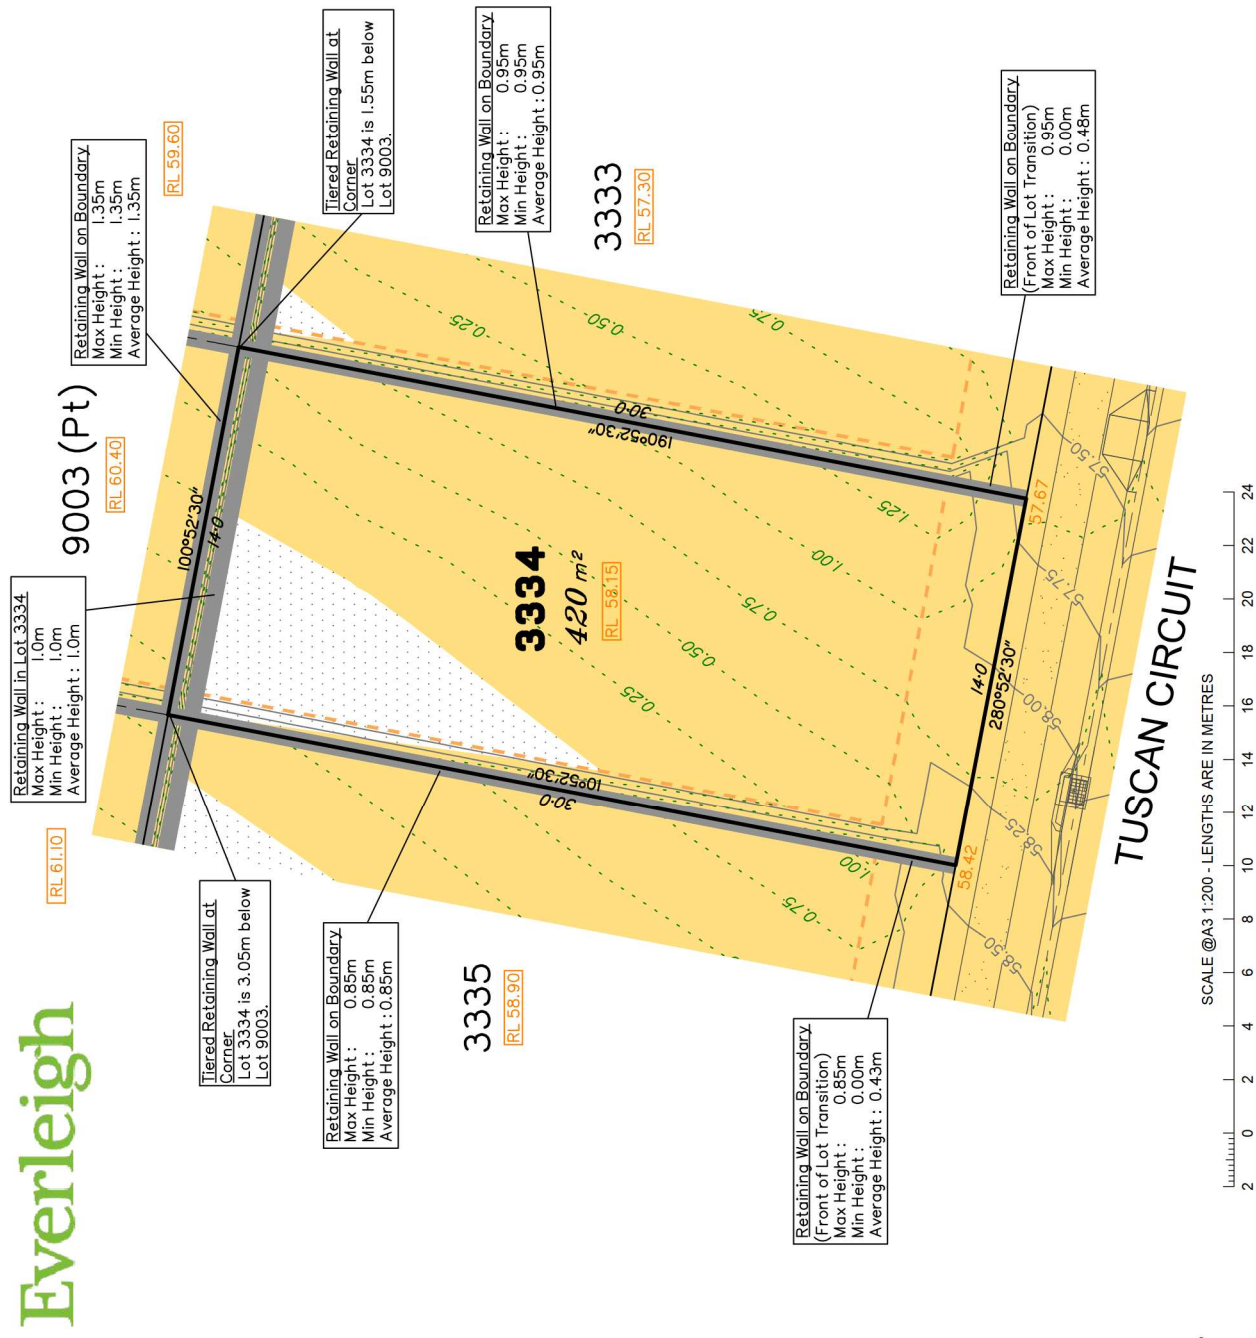 Everleigh
Retaining Wall in Lot 3334
Max Height : 1.0m
Min Height : 1.0m
Average Height : 1.0m
Retaining Wall on Boundary
Max Height : 1.35m
Min Height : 1.35m
Average Height : 1.35m
RL 61.10
9003 (Pt)
RL 60.40
RL 59.60
Tiered Retaining Wall at
Corner
Lot 3334 is 3.05m below
Lot 9003.
Tiered Retaining Wall at
Corner
Lot 3334 is 1.55m below
Lot 9003.
100°52'30"
14·0
Retaining Wall on Boundary
Max Height : 0.85m
Min Height : 0.85m
Average Height : 0.85m
Retaining Wall on Boundary
Max Height : 0.95m
Min Height : 0.95m
Average Height : 0.95m
3335
RL 58.90
3334
420 m²
RL 58.15
3333
RL 57.30
10°52'30"
30·0
190°52'30"
30·0
0.25
0.50
0.75
0.25
0.50
0.75
1.00
1.25
0.75
1.00
Retaining Wall on Boundary
(Front of Lot Transition)
Max Height : 0.85m
Min Height : 0.00m
Average Height : 0.43m
Retaining Wall on Boundary
(Front of Lot Transition)
Max Height : 0.95m
Min Height : 0.00m
Average Height : 0.48m
58.42
14·0
280°52'30"
57.67
58.50
58.25
58.00
57.75
57.50
TUSCAN CIRCUIT
SCALE @A3 1:200 - LENGTHS ARE IN METRES
2 0 2 4 6 8 10 12 14 16 18 20 22 24